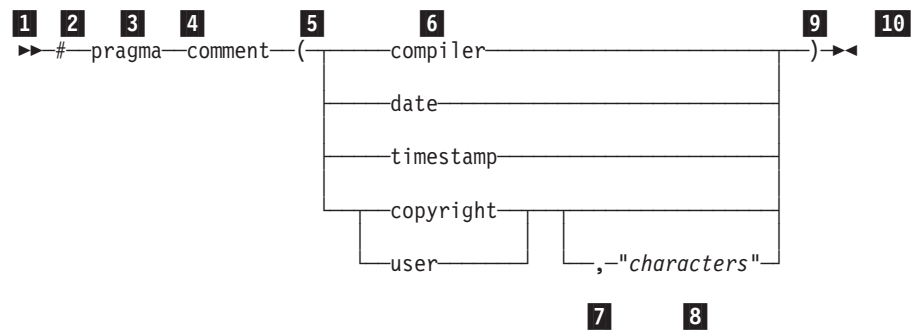 1 2 3 4 5 6 9 10
# pragma comment ( compiler )
date
timestamp
copyright
user , "characters"
7 8